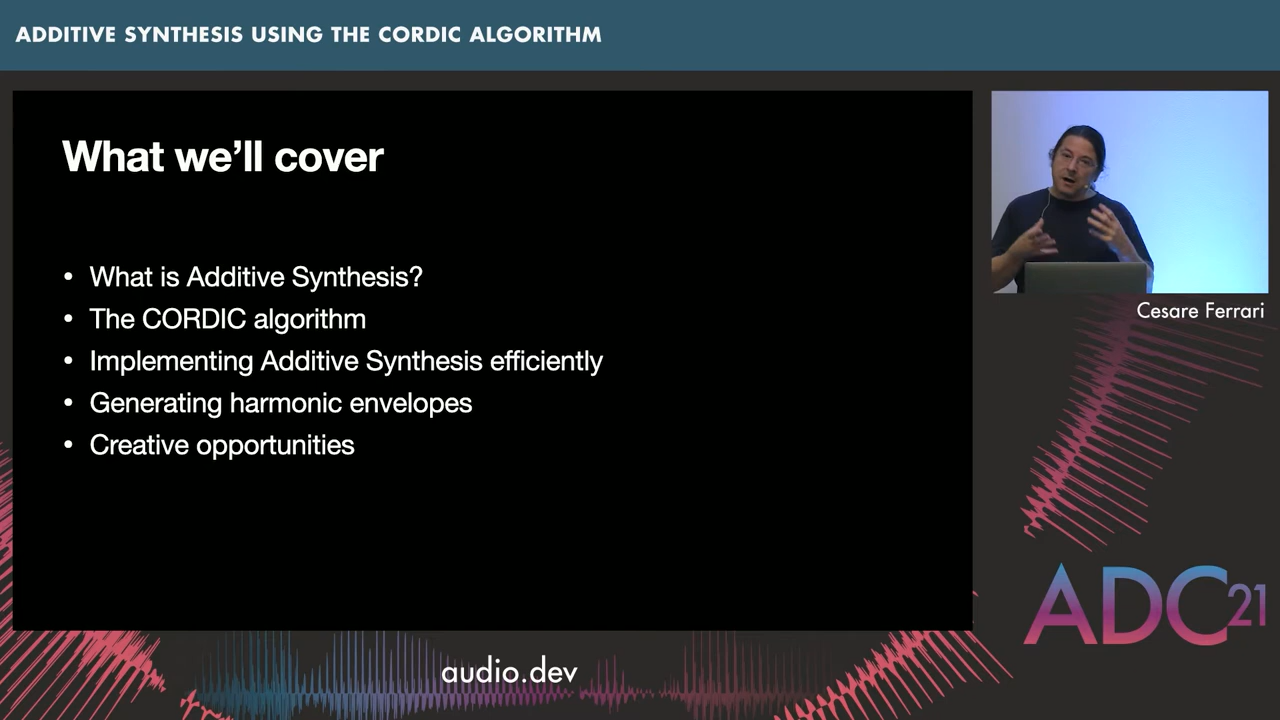 ADDITIVE SYNTHESIS USING THE CORDIC ALGORITHM
What we'll cover
• What is Additive Synthesis?
• The CORDIC algorithm
• Implementing Additive Synthesis efficiently
• Generating harmonic envelopes
• Creative opportunities
Cesare Ferrari
ADC21
audio.dev